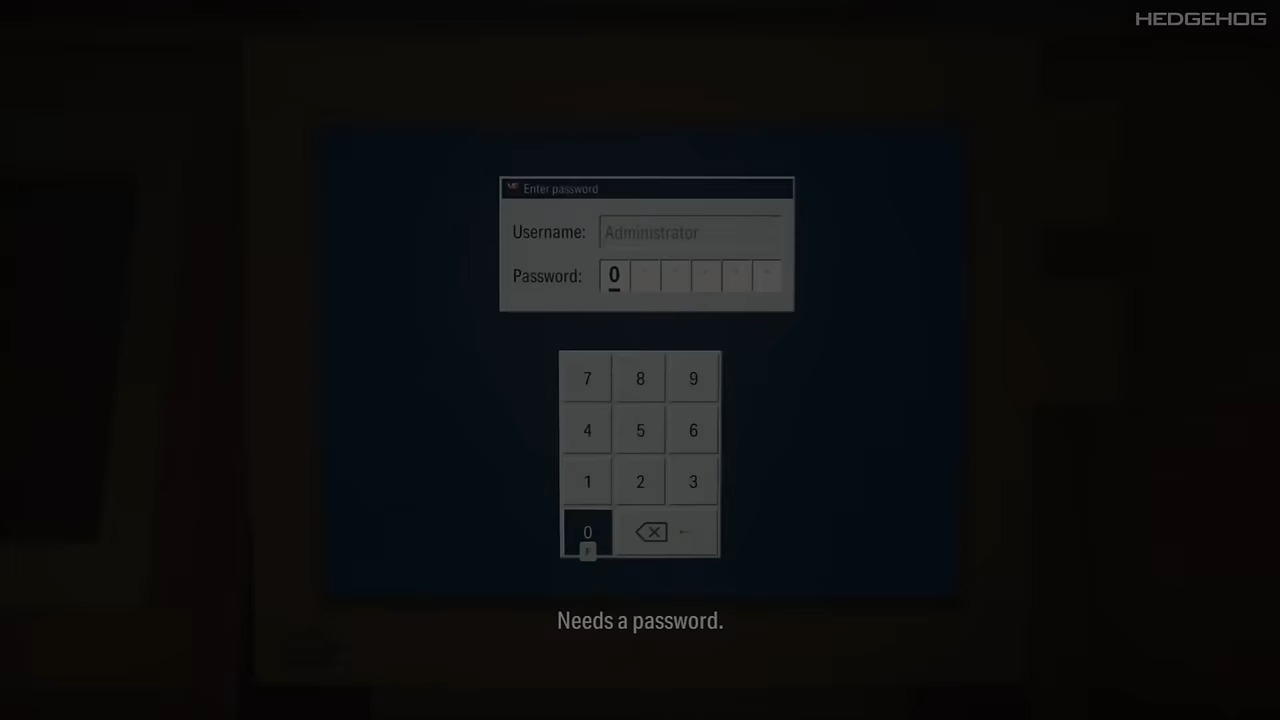 HEDGEHOG
Enter password
Username: Administrator
Password: 0 * * * * *
7 8 9
4 5 6
1 2 3
0 ←
F
Needs a password.